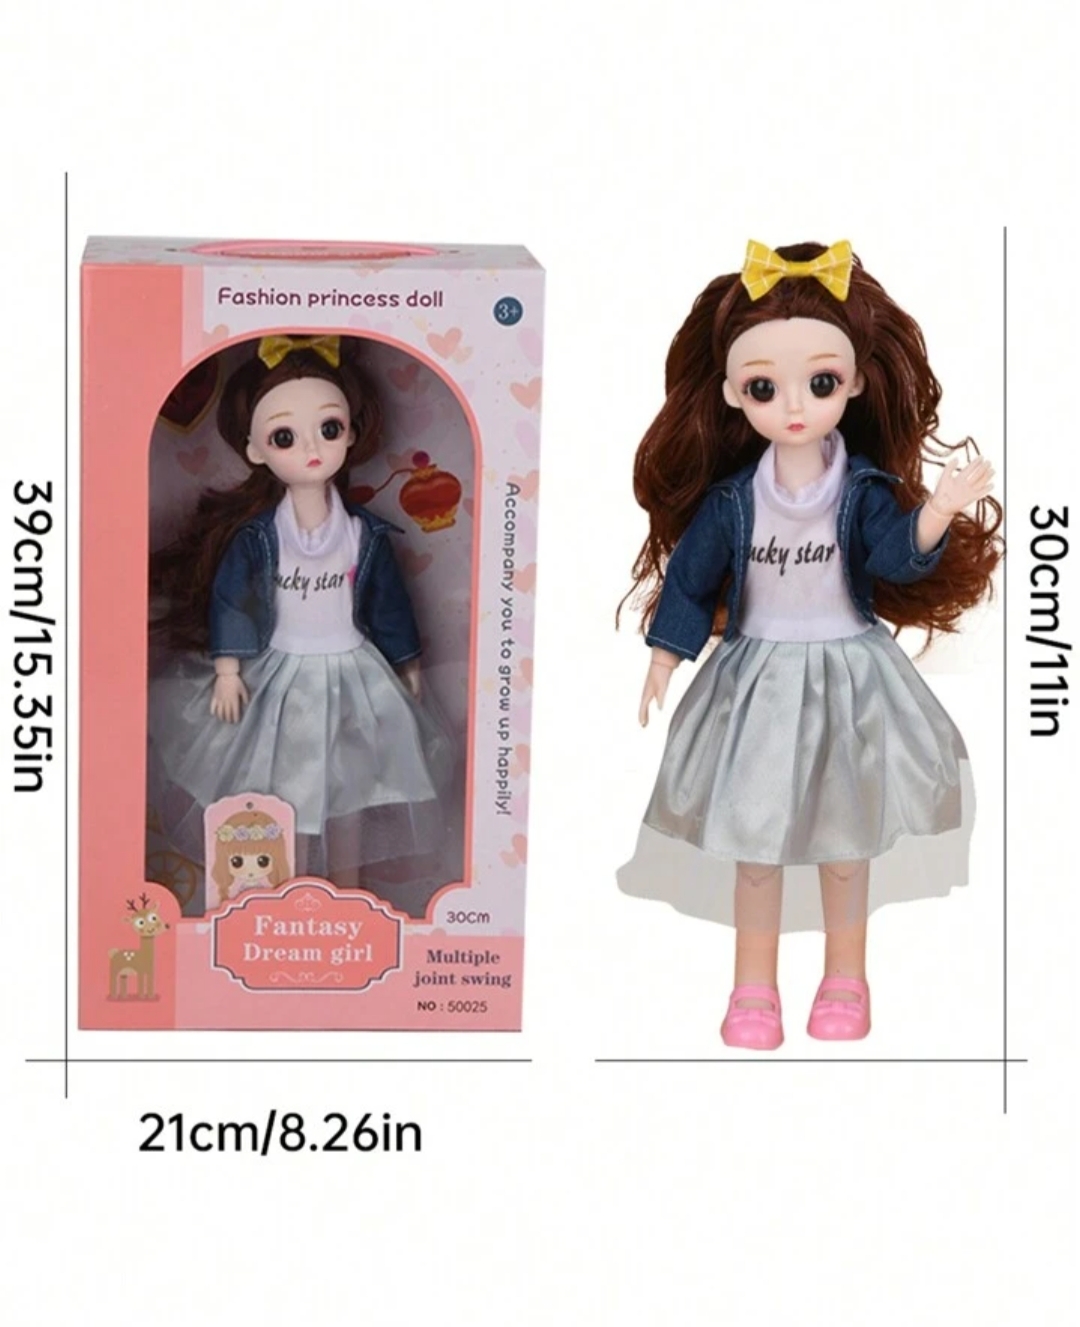 Fashion princess doll
3+
Accompany you to grow up happily!
ucky star
Fantasy
Dream girl
30Cm
Multiple
joint swing
NO : 50025
39cm/15.35in
21cm/8.26in
ucky star
30cm/11in